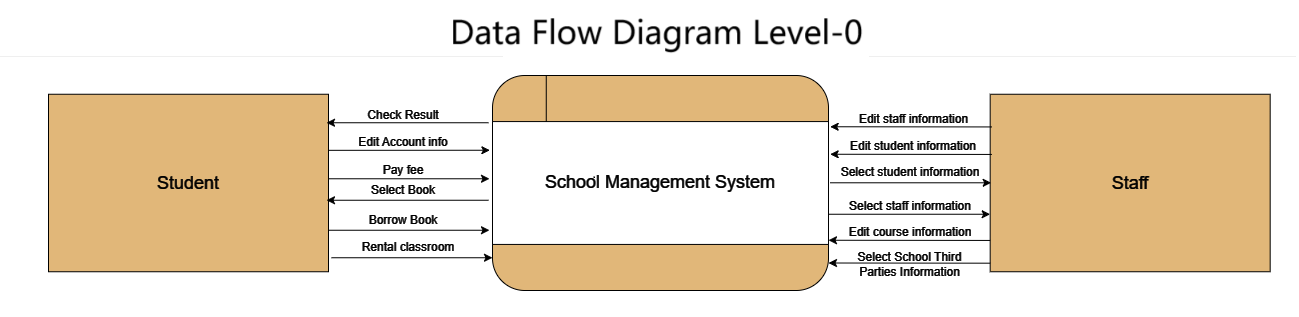 Data Flow Diagram Level-0
Check Result
Edit Account info
Pay fee
Select Book
Borrow Book
Rental classroom
Student
School Management System
Edit staff information
Edit student information
Select student information
Select staff information
Edit course information
Select School Third
Parties Information
Staff